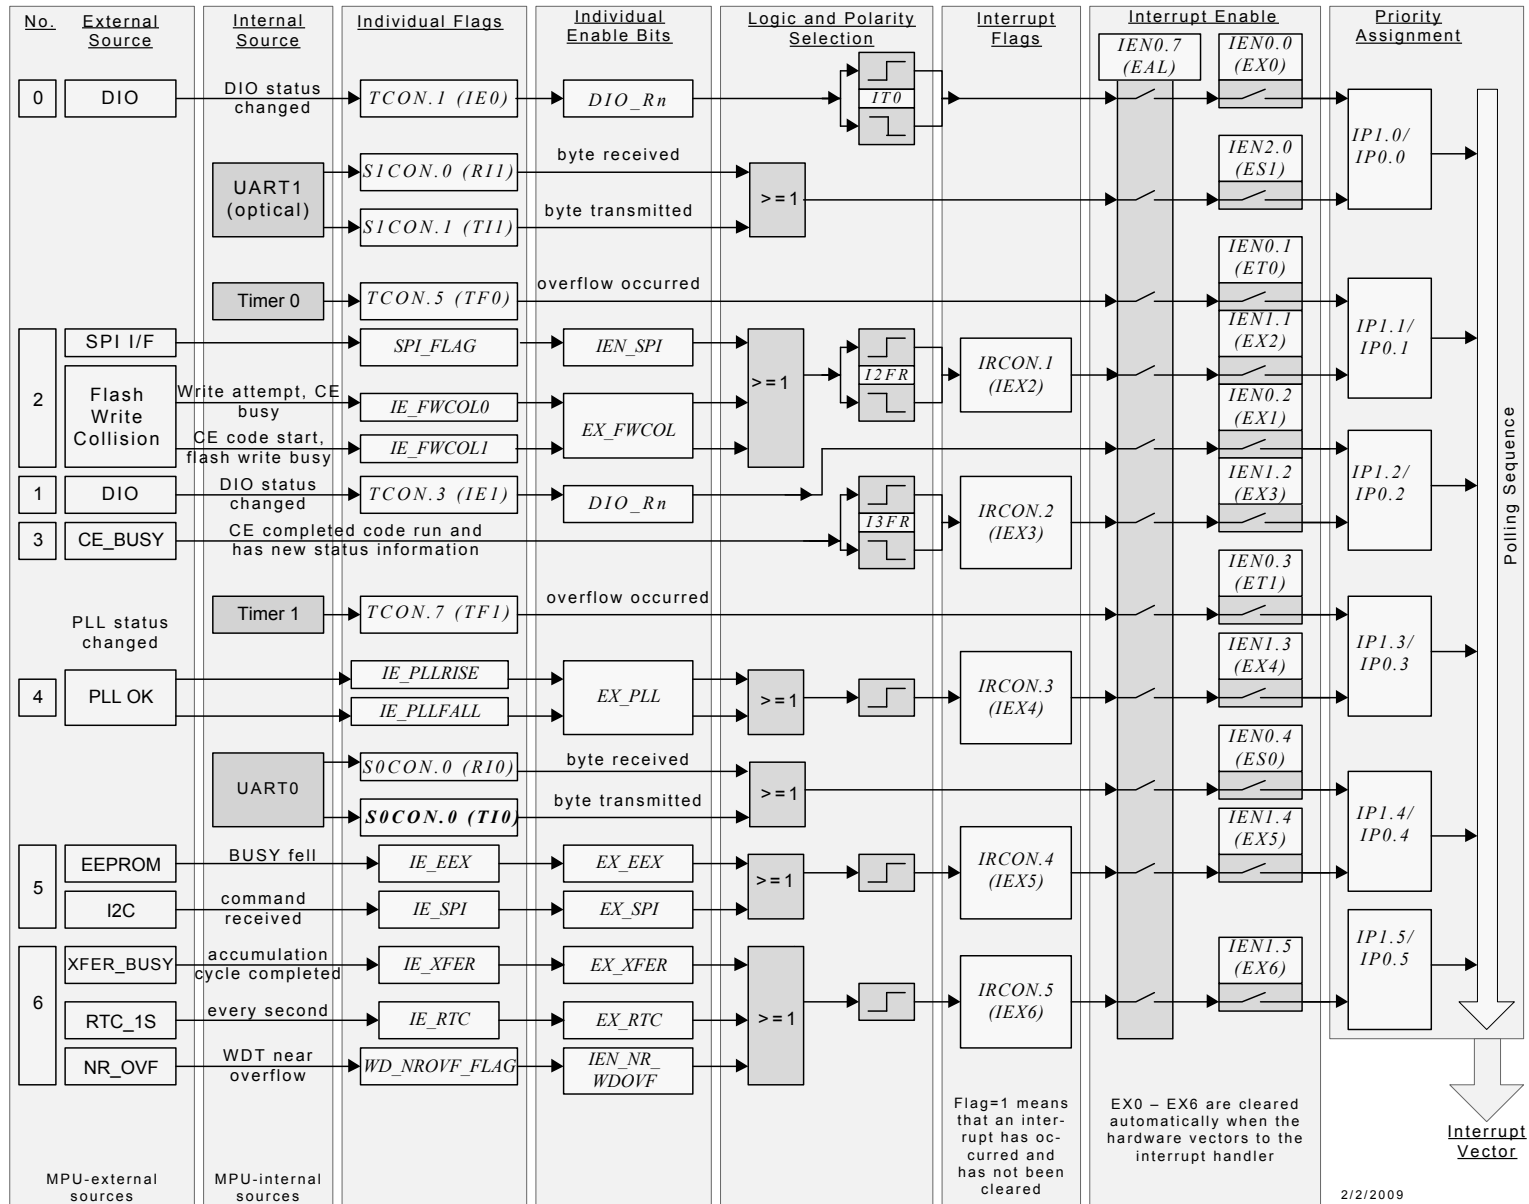 No. External Source Internal Source Individual Flags Individual Enable Bits Logic and Polarity Selection Interrupt Flags Interrupt Enable Priority Assignment
IEN0.7 (EAL)
IEN0.0 (EX0)
0 DIO DIO status changed TCON.1 (IE0) DIO_Rn IT0
IP1.0/ IP0.0
UART1 (optical)
S1CON.0 (RI1) byte received
S1CON.1 (TI1) byte transmitted
>=1
IEN2.0 (ES1)
Timer 0 TCON.5 (TF0) overflow occurred
IEN0.1 (ET0)
IP1.1/ IP0.1
2
SPI I/F SPI_FLAG IEN_SPI
Flash Write Collision
Write attempt, CE busy IE_FWCOL0
CE code start, flash write busy IE_FWCOL1
EX_FWCOL
>=1
I2FR
IRCON.1 (IEX2)
IEN1.1 (EX2)
1 DIO DIO status changed TCON.3 (IE1) DIO_Rn
IEN0.2 (EX1)
IP1.2/ IP0.2
3 CE_BUSY CE completed code run and has new status information
I3FR
IRCON.2 (IEX3)
IEN1.2 (EX3)
Timer 1 TCON.7 (TF1) overflow occurred
IEN0.3 (ET1)
IP1.3/ IP0.3
PLL status changed
4 PLL OK
IE_PLLRISE
IE_PLLFALL
EX_PLL
>=1
IRCON.3 (IEX4)
IEN1.3 (EX4)
UART0
S0CON.0 (RI0) byte received
S0CON.0 (TI0) byte transmitted
>=1
IEN0.4 (ES0)
IP1.4/ IP0.4
5
EEPROM BUSY fell IE_EEX EX_EEX
I2C command received IE_SPI EX_SPI
>=1
IRCON.4 (IEX5)
IEN1.4 (EX5)
6
XFER_BUSY accumulation cycle completed IE_XFER EX_XFER
RTC_1S every second IE_RTC EX_RTC
NR_OVF WDT near overflow WD_NROVF_FLAG IEN_NR_ WDOVF
>=1
IRCON.5 (IEX6)
IEN1.5 (EX6)
IP1.5/ IP0.5
Polling Sequence
Interrupt Vector
MPU-external sources
MPU-internal sources
Flag=1 means
that an inter-
rupt has oc-
curred and
has not been
cleared
EX0 – EX6 are cleared
automatically when the
hardware vectors to the
interrupt handler
2/2/2009